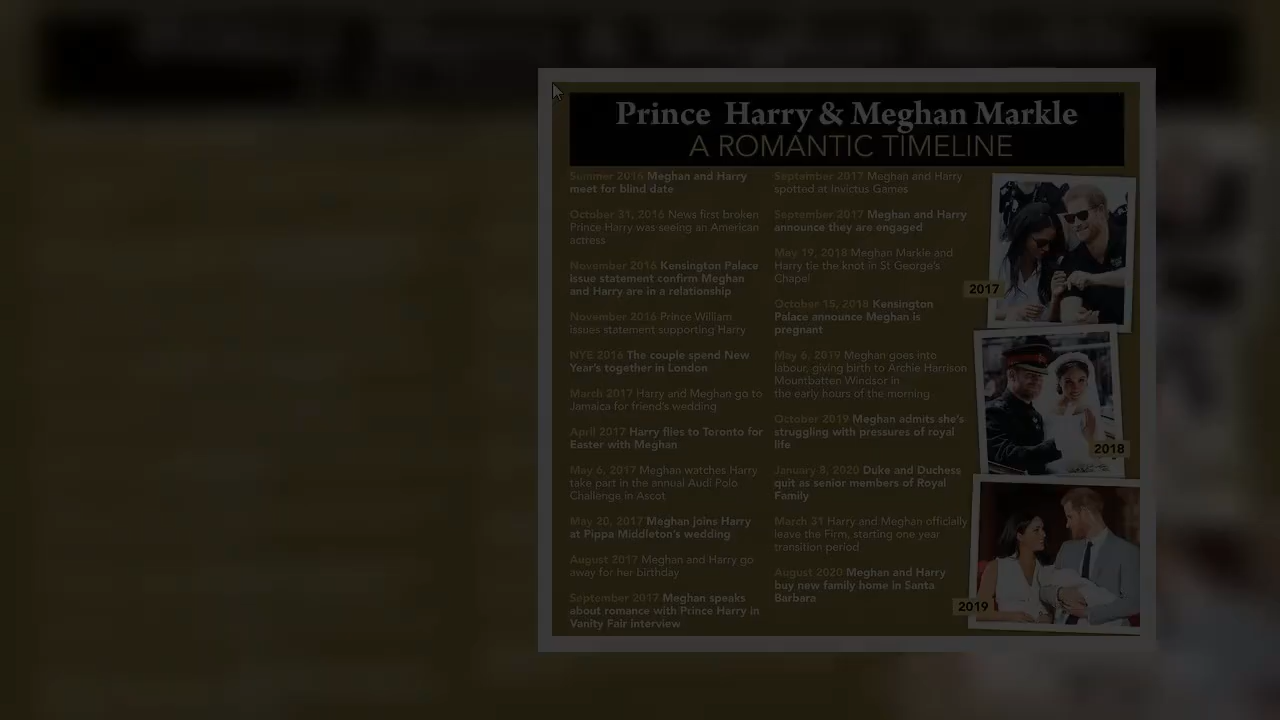 Prince Harry & Meghan Markle
A ROMANTIC TIMELINE
Summer 2016 Meghan and Harry
meet for blind date
October 31, 2016 News first broken
Prince Harry was seeing an American
actress
November 2016 Kensington Palace
issue statement confirm Meghan
and Harry are in a relationship
November 2016 Prince William
issues statement supporting Harry
NYE 2016 The couple spend New
Year's together in London
March 2017 Harry and Meghan go to
Jamaica for friend's wedding
April 2017 Harry flies to Toronto for
Easter with Meghan
May 6, 2017 Meghan watches Harry
take part in the annual Audi Polo
Challenge in Ascot
May 20, 2017 Meghan joins Harry
at Pippa Middleton's wedding
August 2017 Meghan and Harry go
away for her birthday
September 2017 Meghan speaks
about romance with Prince Harry in
Vanity Fair interview
September 2017 Meghan and Harry
spotted at Invictus Games
September 2017 Meghan and Harry
announce they are engaged
May 19, 2018 Meghan Markle and
Harry tie the knot in St George's
Chapel
October 15, 2018 Kensington
Palace announce Meghan is
pregnant
May 6, 2019 Meghan goes into
labour, giving birth to Archie Harrison
Mountbatten Windsor in
the early hours of the morning
October 2019 Meghan admits she's
struggling with pressures of royal
life
January 8, 2020 Duke and Duchess
quit as senior members of Royal
Family
March 31 Harry and Meghan officially
leave the Firm, starting one year
transition period
August 2020 Meghan and Harry
buy new family home in Santa
Barbara
2017
2018
2019